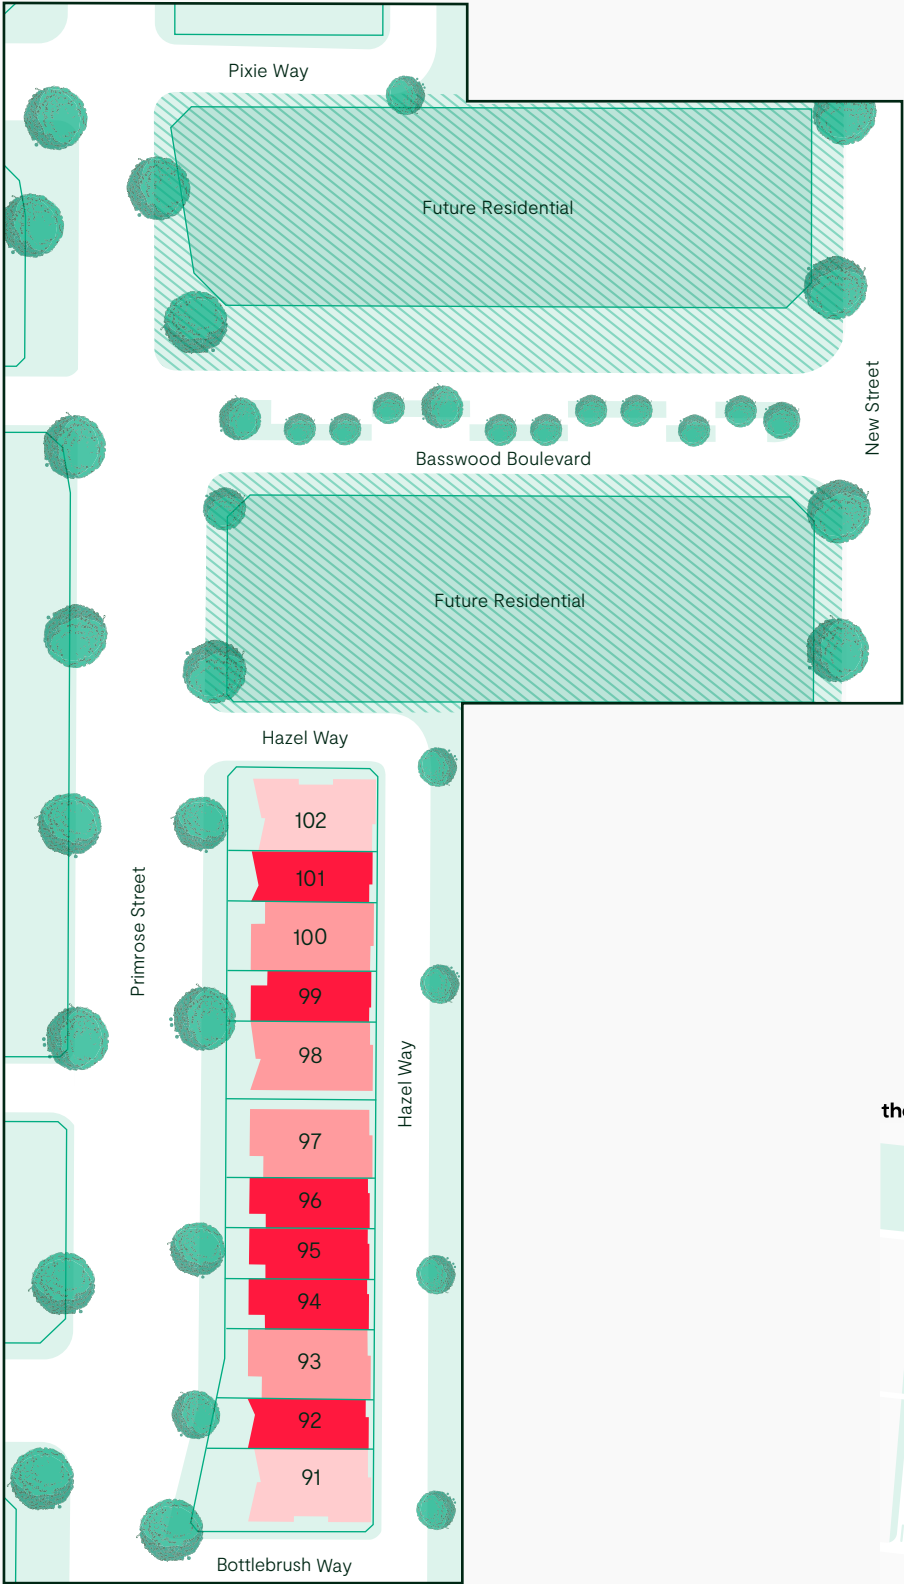 Pixie Way
Future Residential
New Street
Basswood Boulevard
Future Residential
Hazel Way
102
101
100
Primrose Street
99
98
Hazel Way
97
96
95
94
93
92
91
Bottlebrush Way